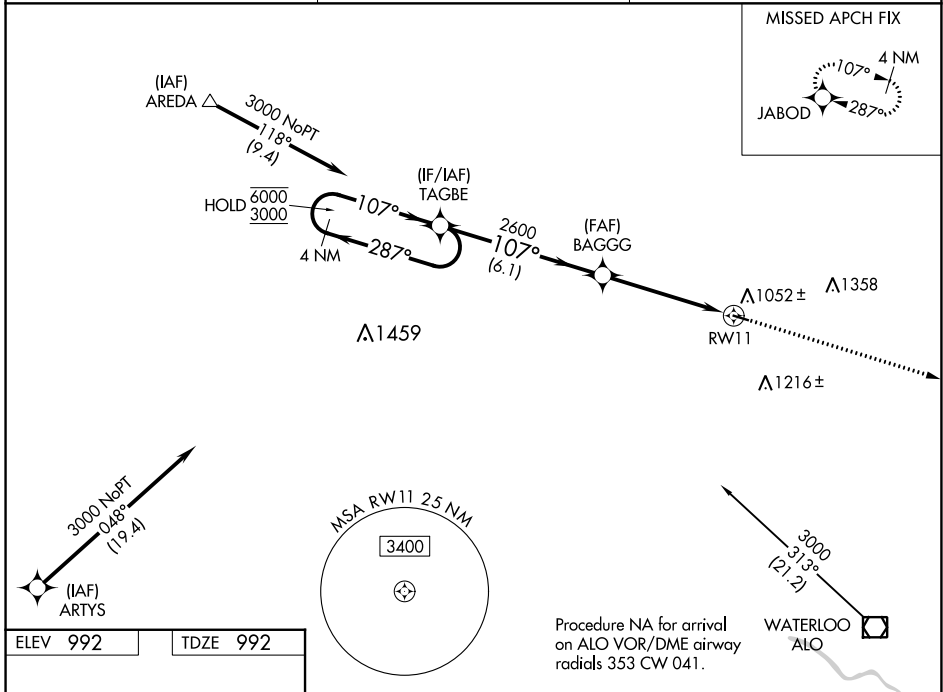 MISSED APCH FIX
4 NM
107°
JABOD
287°
(IAF)
AREDA
3000 NoPT
118°
(9.4)
(IF/IAF)
TAGBE
HOLD
6000
3000
107°
4 NM
287°
2600
107°
(6.1)
(FAF)
BAGGG
1052 ±
1358
RW11
1459
1216 ±
3000 NoPT
048°
(19.4)
(IAF)
ARTYS
MSA RW11 25 NM
3400
3000
313°
(21.2)
WATERLOO
ALO
Procedure NA for arrival
on ALO VOR/DME airway
radials 353 CW 041.
ELEV 992
TDZE 992